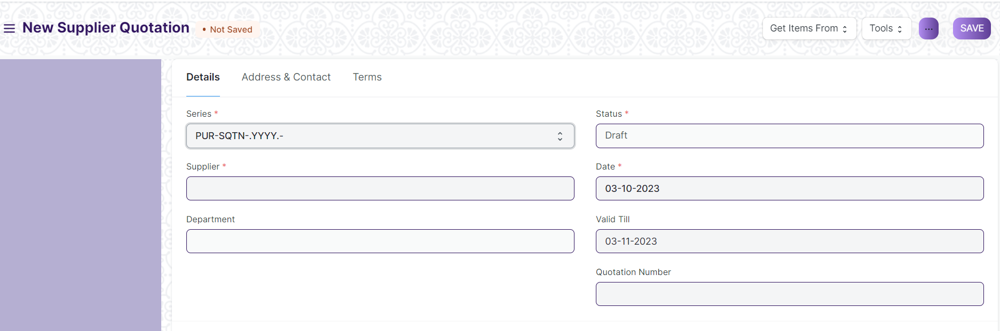 New Supplier Quotation • Not Saved Get Items From Tools ... SAVE
Details Address & Contact Terms
Series * Status *
PUR-SQTN-.YYYY.- Draft
Supplier * Date *
03-10-2023
Department Valid Till
03-11-2023
Quotation Number